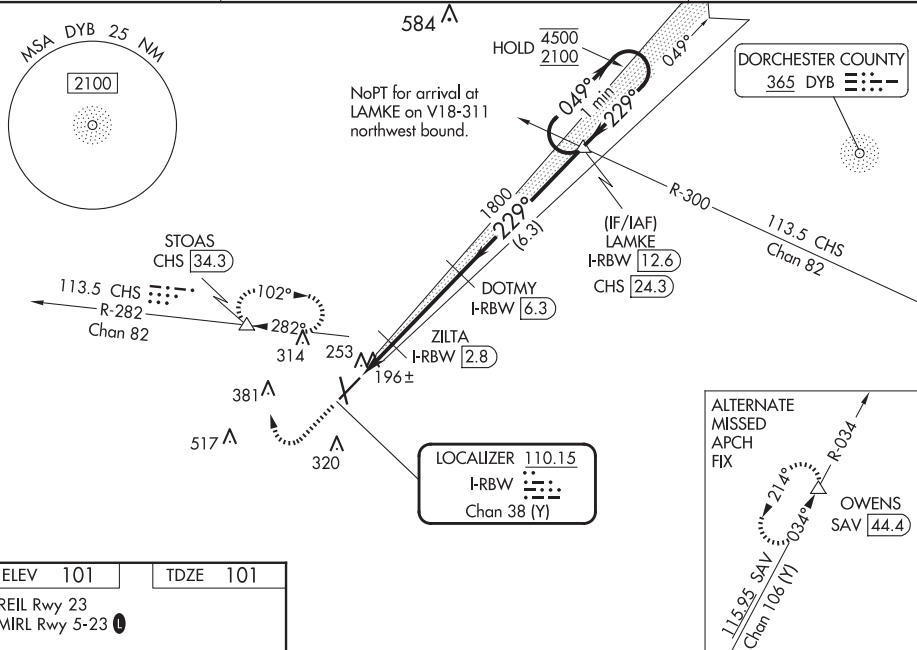 584
MSA DYB 25 NM
2100
NoPT for arrival at
LAMKE on V18-311
northwest bound.
HOLD 4500
2100
049°
1 min
229°
049°
DORCHESTER COUNTY
365 DYB
R-300
113.5 CHS
Chan 82
1800
229°
(6.3)
(IF/IAF)
LAMKE
I-RBW 12.6
CHS 24.3
STOAS
CHS 34.3
113.5 CHS
R-282
Chan 82
102°
282°
DOTMY
I-RBW 6.3
ZILTA
I-RBW 2.8
314
253
196±
381
517
320
LOCALIZER 110.15
I-RBW
Chan 38 (Y)
ALTERNATE
MISSED
APCH
FIX
R-034
214°
034°
OWENS
SAV 44.4
115.95 SAV
Chan 106 (Y)
ELEV 101
TDZE 101
REIL Rwy 23
MIRL Rwy 5-23 L